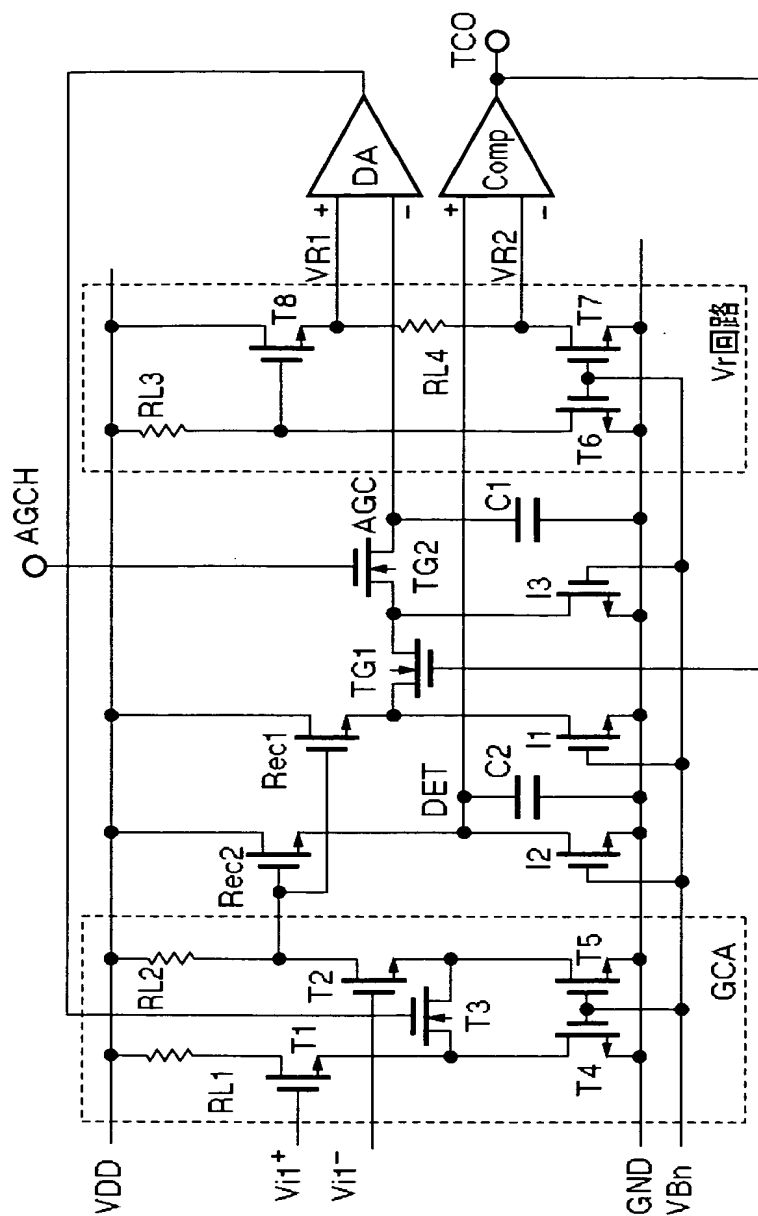 AGCH
VDD
RL1
RL2
Rec2
Rec1
RL3
T8
VR1
+
DA
-
AGC
TG2
TG1
RL4
VR2
+
Comp
-
TCO
Vi1+
Vi1-
T1
T2
T3
DET
C2
C1
T4
T5
I2
I1
I3
T6
T7
GND
VBn
GCA
Vr回路